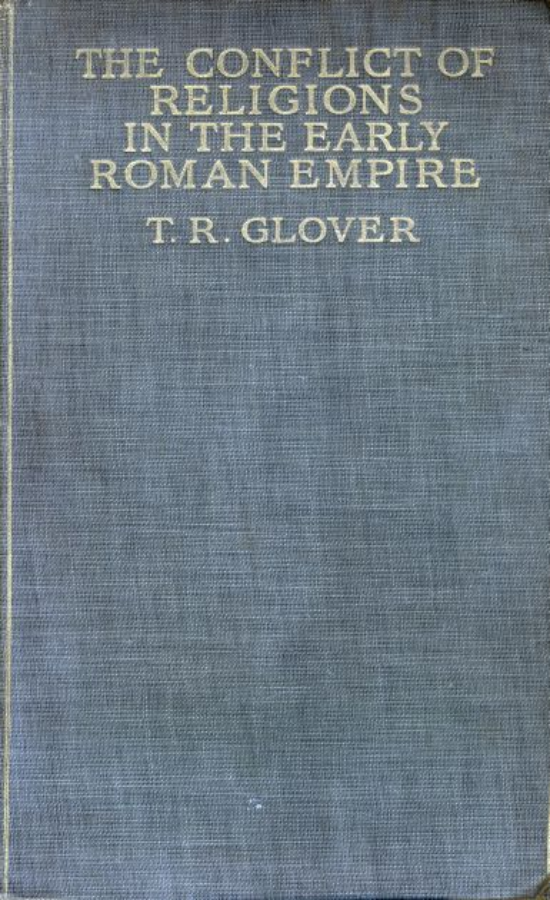 THE CONFLICT OF
RELIGIONS
IN THE EARLY
ROMAN EMPIRE
T. R. GLOVER